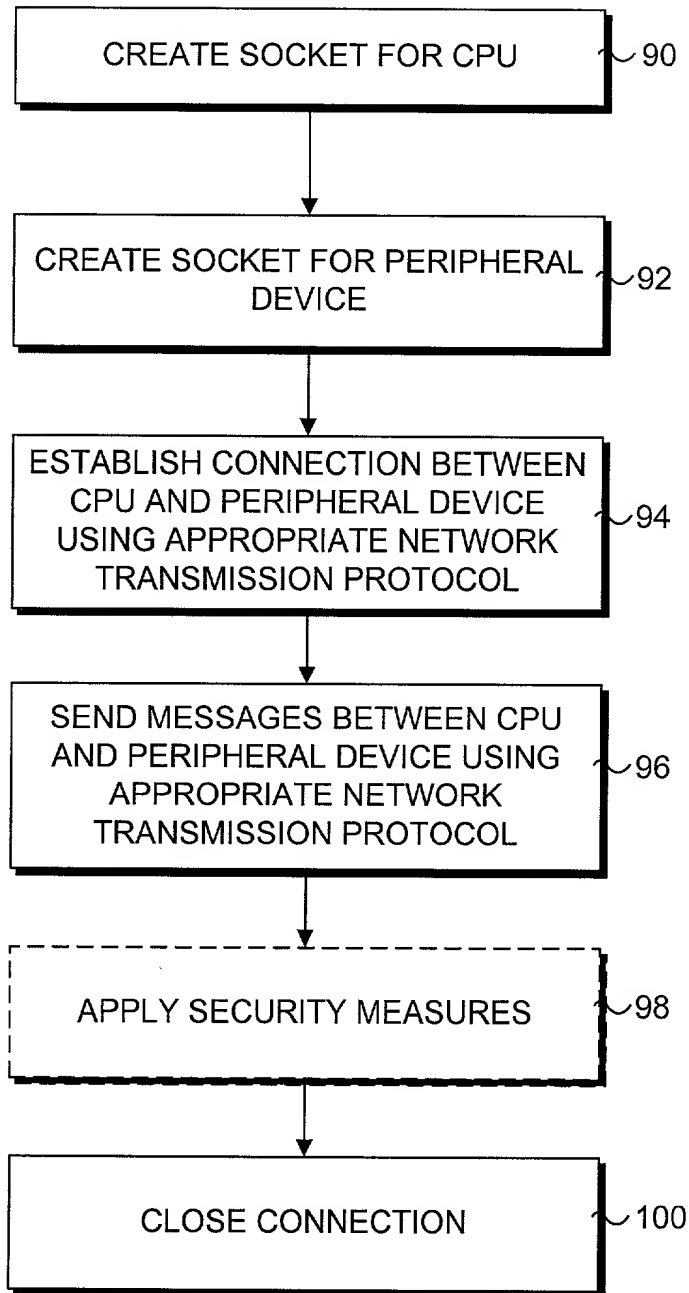 CREATE SOCKET FOR CPU
90
CREATE SOCKET FOR PERIPHERAL
DEVICE
92
ESTABLISH CONNECTION BETWEEN
CPU AND PERIPHERAL DEVICE
USING APPROPRIATE NETWORK
TRANSMISSION PROTOCOL
94
SEND MESSAGES BETWEEN CPU
AND PERIPHERAL DEVICE USING
APPROPRIATE NETWORK
TRANSMISSION PROTOCOL
96
APPLY SECURITY MEASURES
98
CLOSE CONNECTION
100